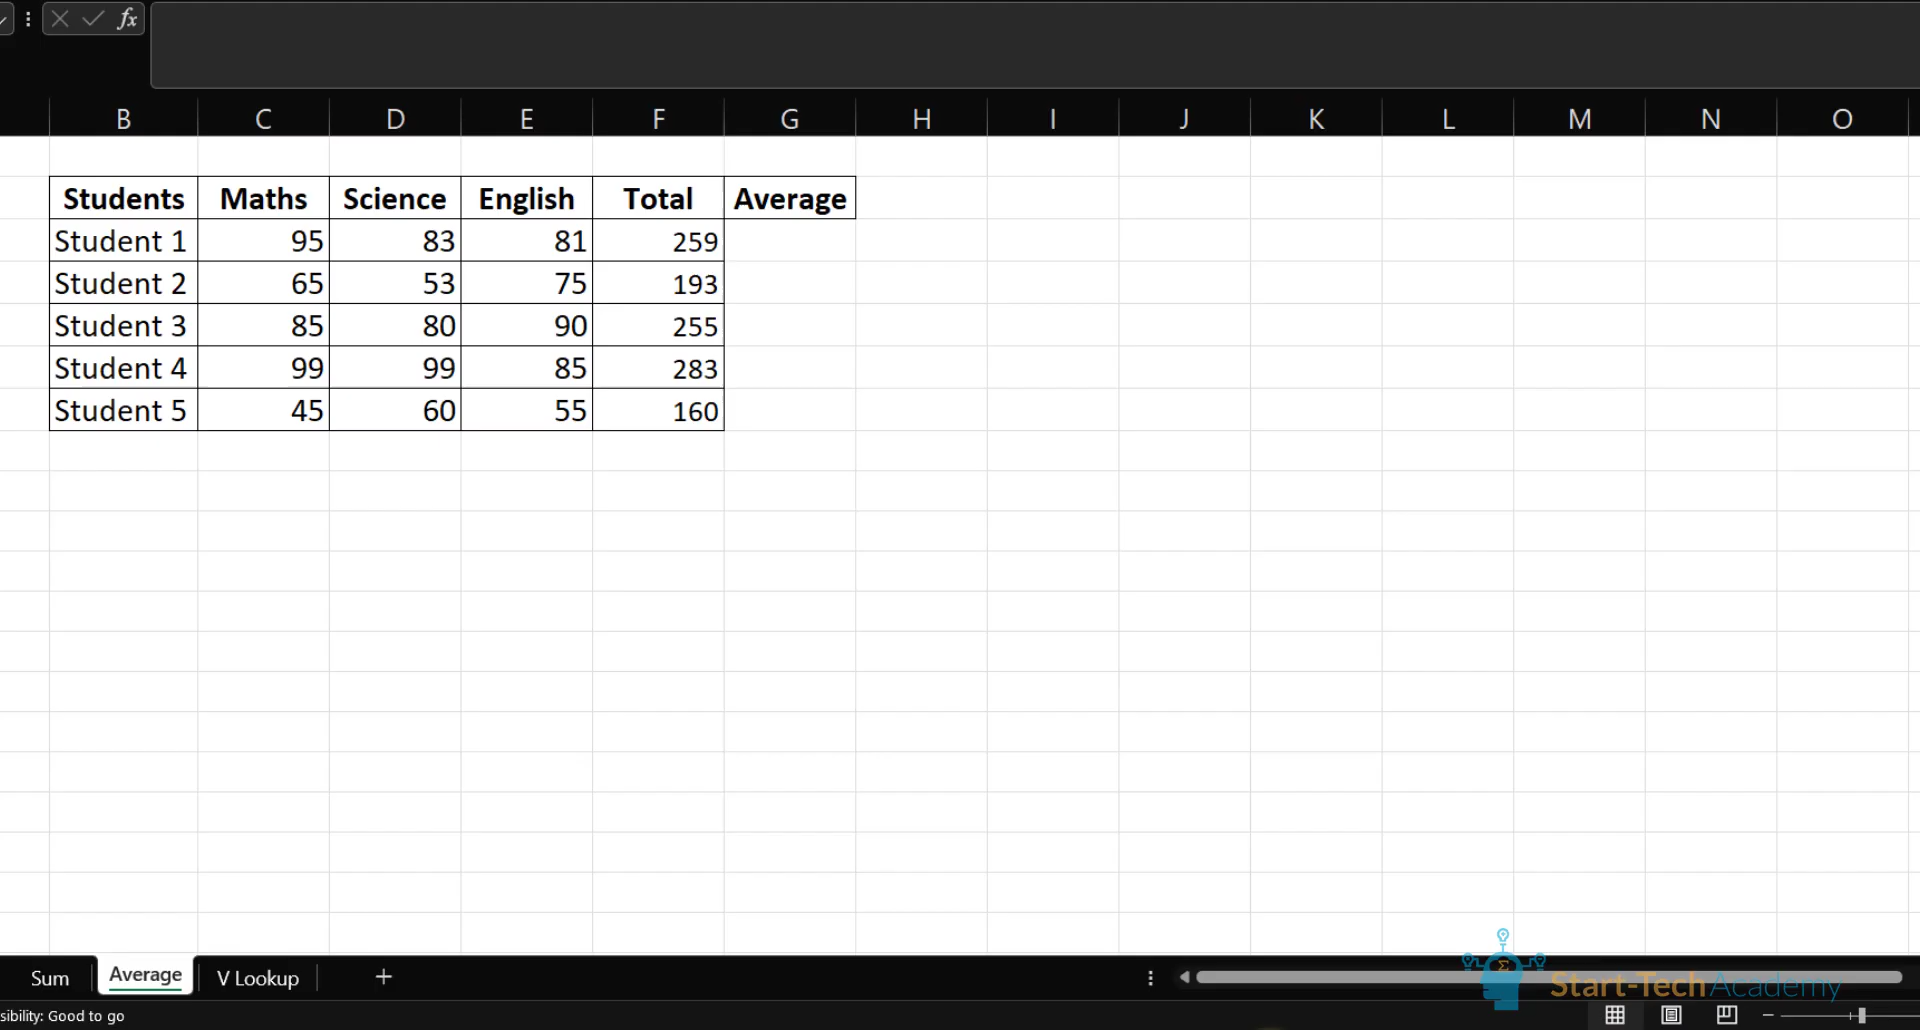 fx
B C D E F G H I J K L M N O
Students Maths Science English Total Average
Student 1 95 83 81 259
Student 2 65 53 75 193
Student 3 85 80 90 255
Student 4 99 99 85 283
Student 5 45 60 55 160
Sum Average V Lookup +
Start-Tech Academy
sibility: Good to go